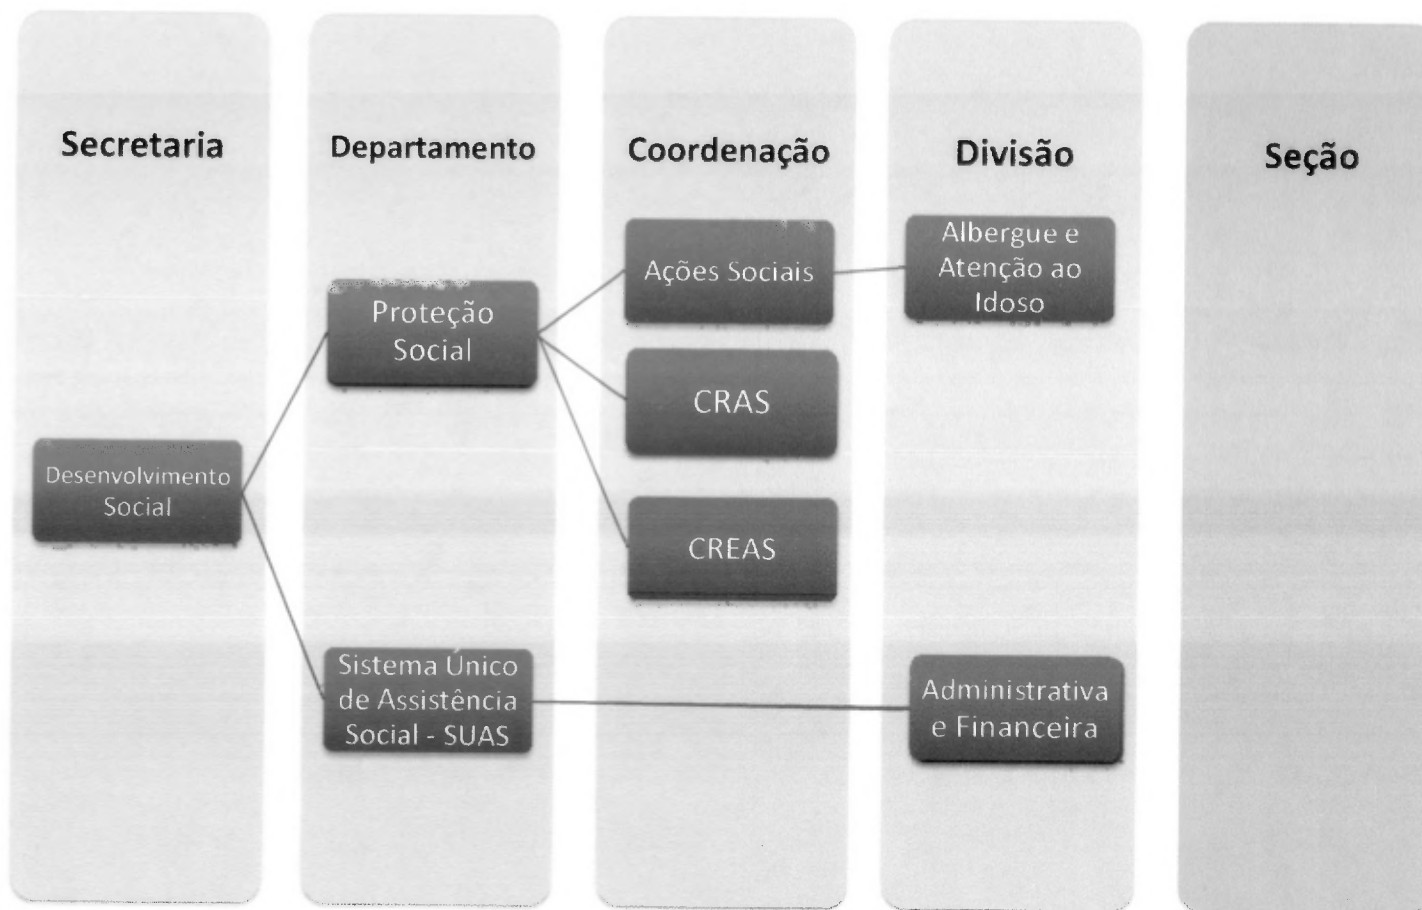 Secretaria
Departamento
Coordenação
Divisão
Seção
Desenvolvimento
Social
Proteção
Social
Sistema Único
de Assistência
Social - SUAS
Ações Sociais
CRAS
CREAS
Albergue e
Atenção ao
Idoso
Administrativa
e Financeira